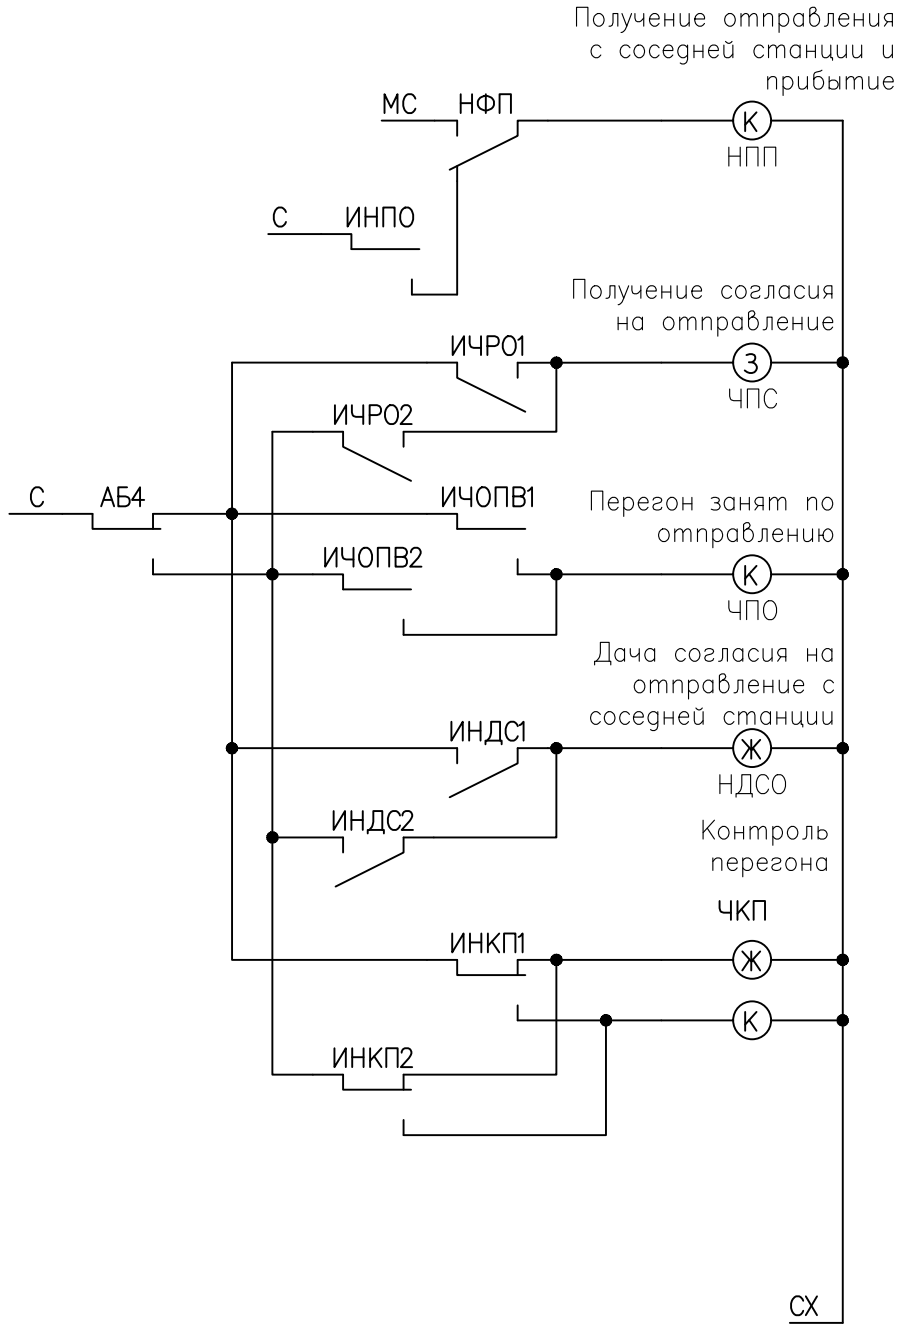 Получение отправления
с соседней станции и
прибытие
МС
НФП
К
НПП
С
ИНПО
Получение согласия
на отправление
ИЧРО1
З
ЧПС
ИЧРО2
С
АБ4
ИЧОПВ1
Перегон занят по
отправлению
ИЧОПВ2
К
ЧПО
Дача согласия на
отправление с
соседней станции
ИНДС1
Ж
НДСО
ИНДС2
Контроль
перегона
ЧКП
ИНКП1
Ж
К
ИНКП2
СХ